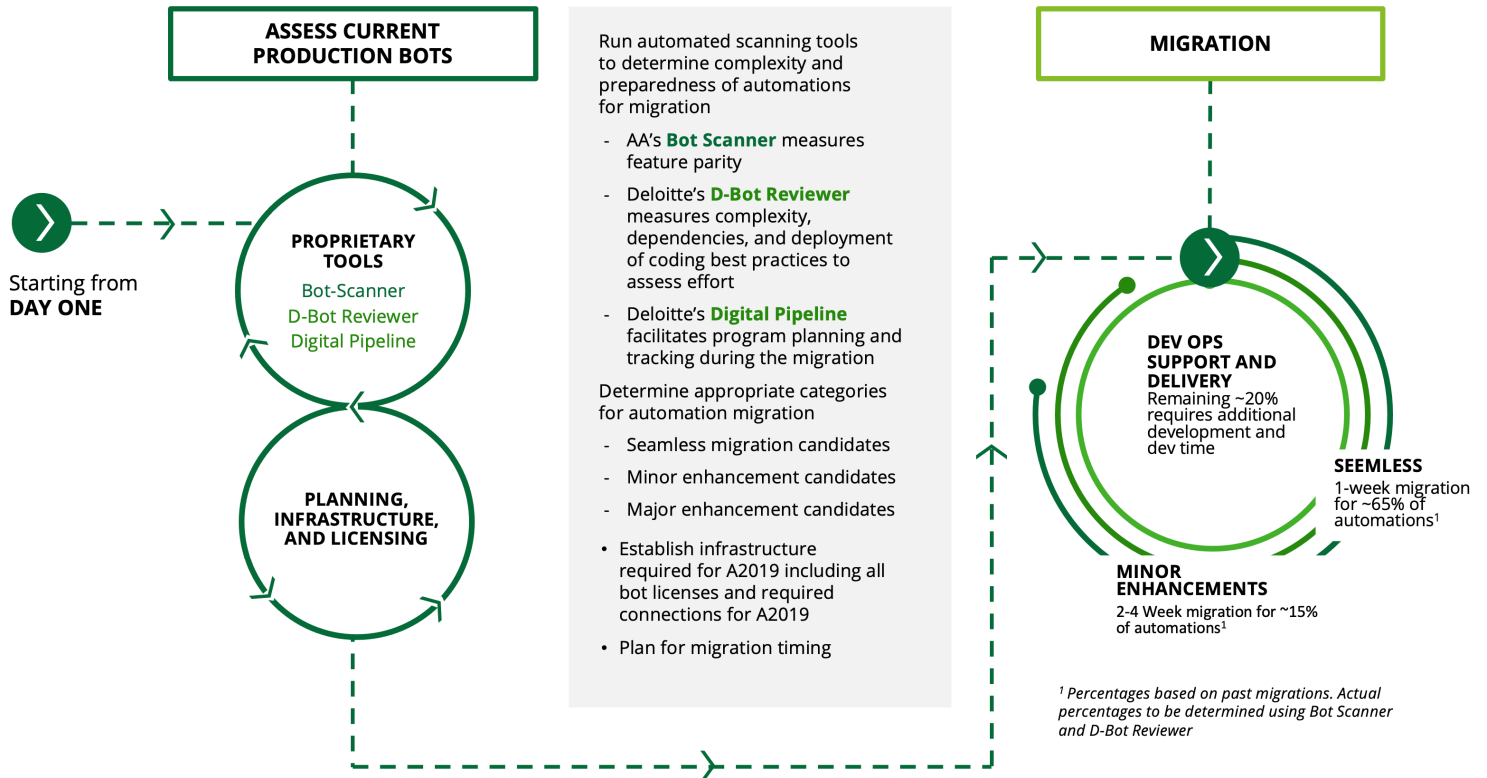 ASSESS CURRENT
PRODUCTION BOTS
Starting from
DAY ONE
PROPRIETARY
TOOLS
Bot-Scanner
D-Bot Reviewer
Digital Pipeline
PLANNING,
INFRASTRUCTURE,
AND LICENSING
Run automated scanning tools
to determine complexity and
preparedness of automations
for migration
- AA’s Bot Scanner measures
feature parity
- Deloitte’s D-Bot Reviewer
measures complexity,
dependencies, and deployment
of coding best practices to
assess effort
- Deloitte’s Digital Pipeline
facilitates program planning and
tracking during the migration
Determine appropriate categories
for automation migration
- Seamless migration candidates
- Minor enhancement candidates
- Major enhancement candidates
• Establish infrastructure
required for A2019 including all
bot licenses and required
connections for A2019
• Plan for migration timing
MIGRATION
DEV OPS
SUPPORT AND
DELIVERY
Remaining ~20%
requires additional
development and
dev time
SEEMLESS
1-week migration
for ~65% of
automations¹
MINOR
ENHANCEMENTS
2-4 Week migration for ~15%
of automations¹
¹ Percentages based on past migrations. Actual
percentages to be determined using Bot Scanner
and D-Bot Reviewer